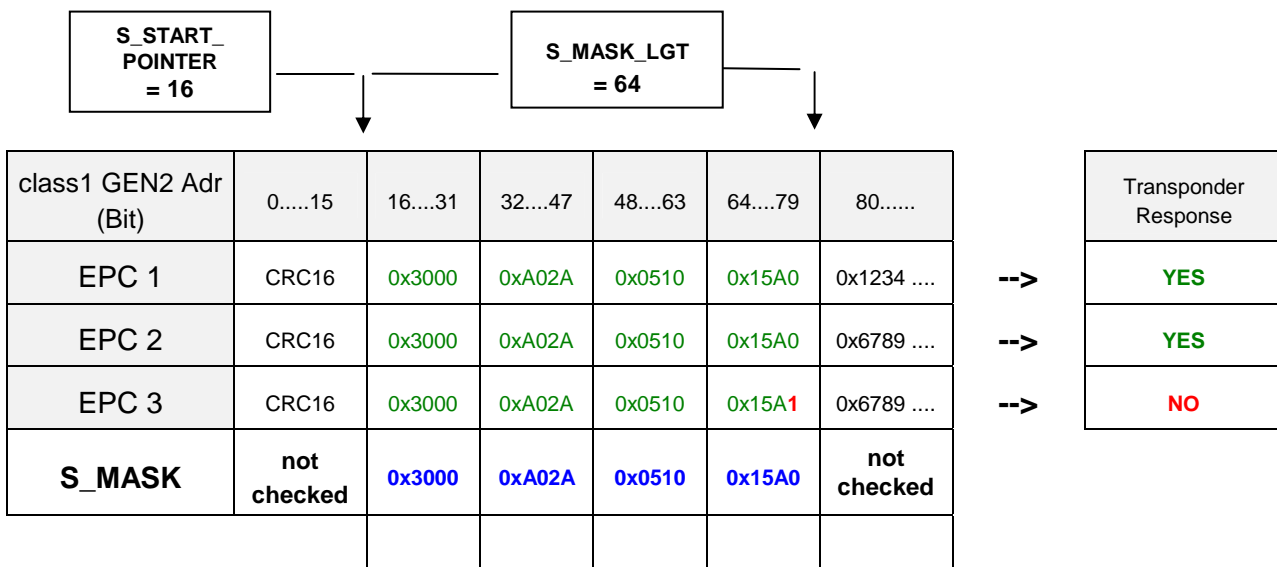 S_START_
POINTER
= 16
S_MASK_LGT
= 64
class1 GEN2 Adr
(Bit)
0.....15
16....31
32....47
48....63
64....79
80......
Transponder
Response
EPC 1
CRC16
0x3000
0xA02A
0x0510
0x15A0
0x1234 ....
-->
YES
EPC 2
CRC16
0x3000
0xA02A
0x0510
0x15A0
0x6789 ....
-->
YES
EPC 3
CRC16
0x3000
0xA02A
0x0510
0x15A1
0x6789 ....
-->
NO
S_MASK
not
checked
0x3000
0xA02A
0x0510
0x15A0
not
checked